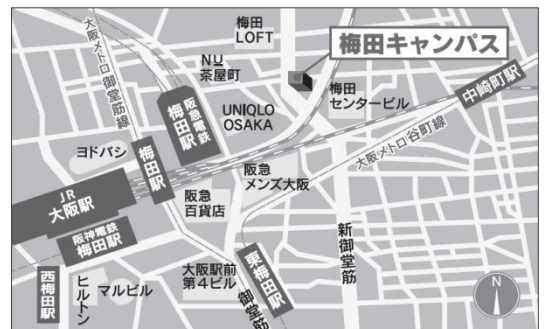 梅田
LOFT
梅田キャンパス
NU
茶屋町
大阪メトロ御堂筋線
阪急電鉄
梅田駅
UNIQLO
OSAKA
梅田
センタービル
中崎町駅
大阪メトロ谷町線
ヨドバシ
梅田駅
JR
大阪駅
阪急
百貨店
阪急
メンズ大阪
阪神電鉄
梅田駅
新御堂筋
西梅田駅
ヒルトン
マルビル
大阪駅前
第4ビル
御堂筋
東梅田駅
N